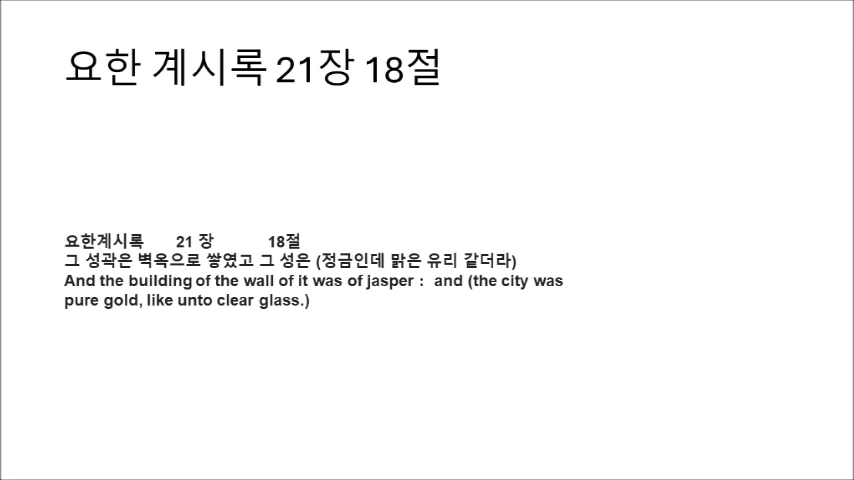 요한 계시록 21장 18절
요한계시록 21 장 18절
그 성곽은 벽옥으로 쌓였고 그 성은 (정금인데 맑은 유리 같더라)
And the building of the wall of it was of jasper : and (the city was
pure gold, like unto clear glass.)